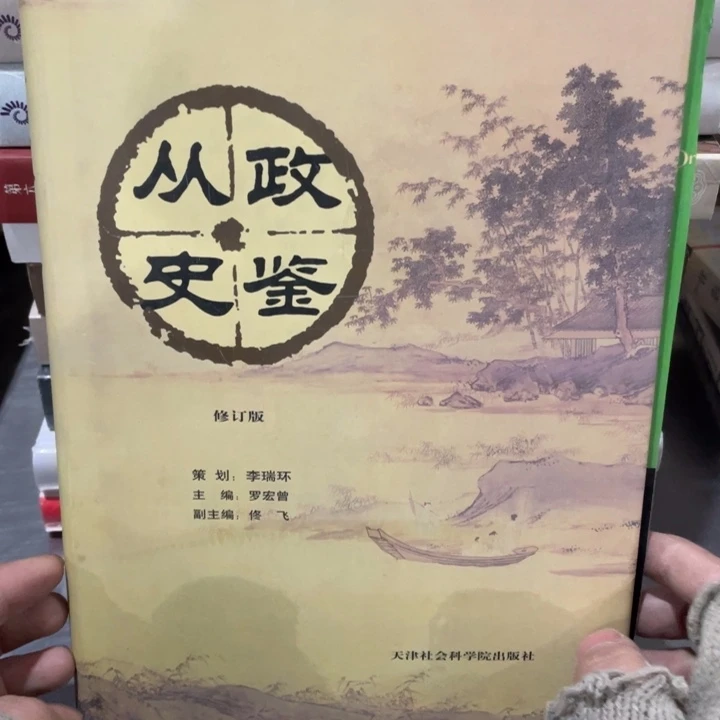 从政
史鉴
修订版
策 划：李瑞环
主 编：罗宏曾
副主编：佟 飞
天津社会科学院出版社